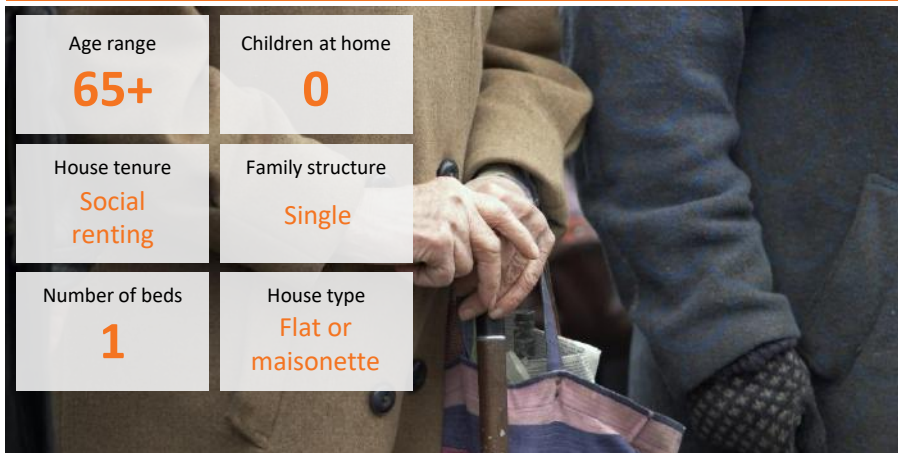 Age range
65+
Children at home
0
House tenure
Social
renting
Family structure
Single
Number of beds
1
House type
Flat or
maisonette